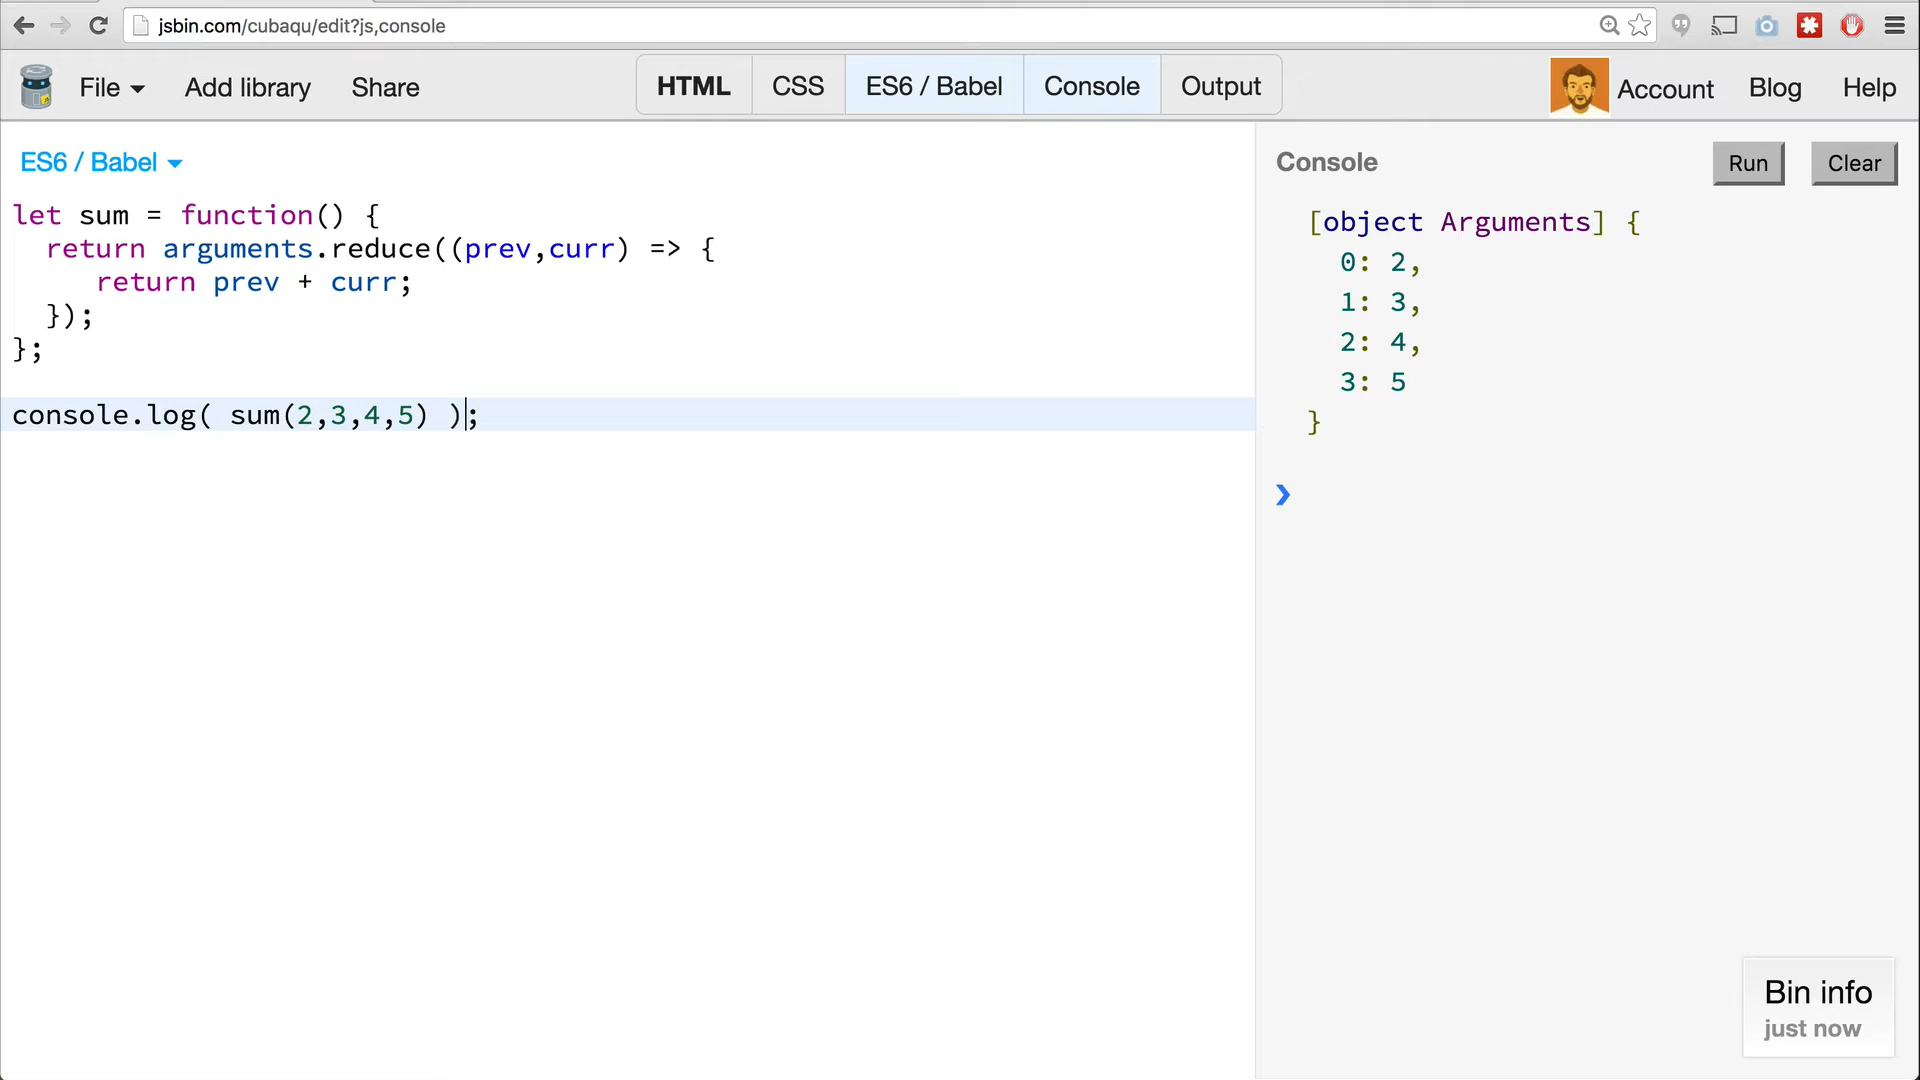 jsbin.com/cubaqu/edit?js,console
File
Add library
Share
HTML
CSS
ES6 / Babel
Console
Output
Account
Blog
Help
ES6 / Babel
let sum = function() {
  return arguments.reduce((prev,curr) => {
     return prev + curr;
  });
};
console.log( sum(2,3,4,5) );
Console
Run
Clear
[object Arguments] {
  0: 2,
  1: 3,
  2: 4,
  3: 5
}
Bin info
just now